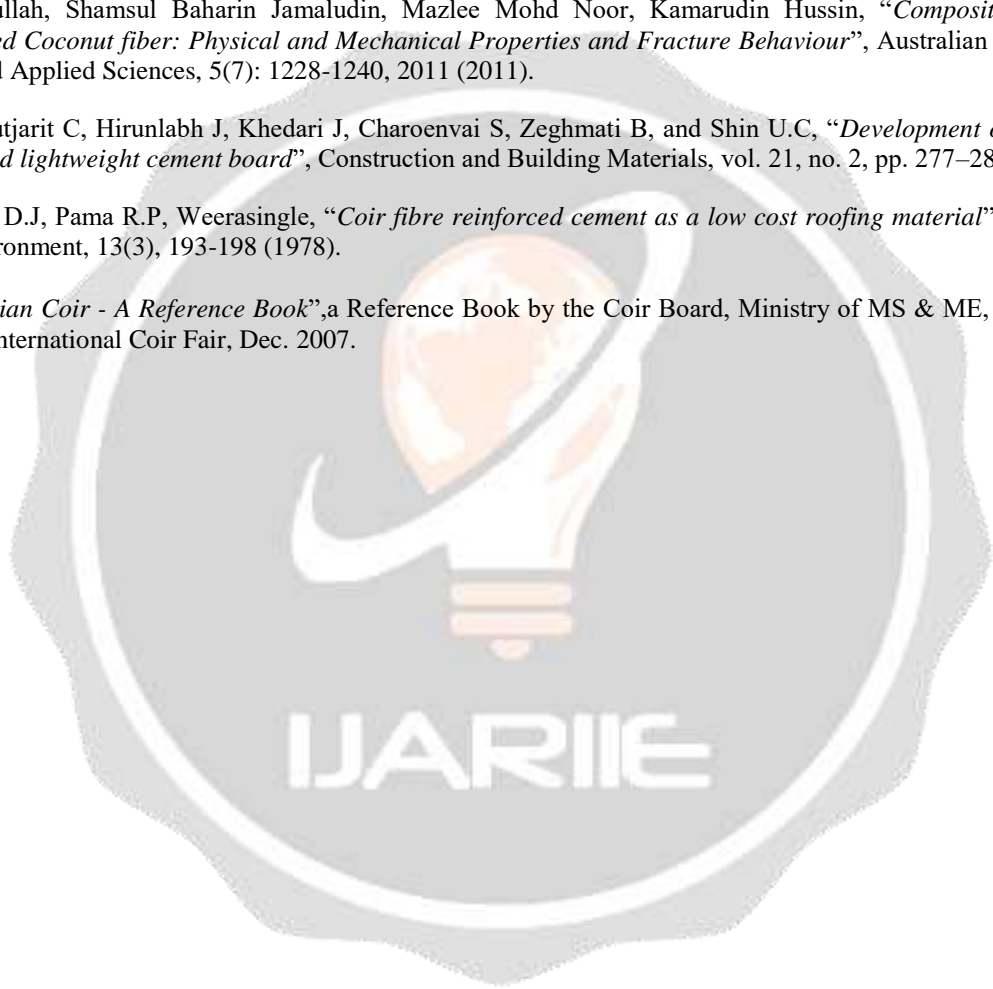 Shamsul Baharin Jamaludin, Mazlee Mohd Noor, Kamarudin Hussin, “Composit
Coconut fiber: Physical and Mechanical Properties and Fracture Behaviour”, Australian
Applied Sciences, 5(7): 1228-1240, 2011 (2011).
utjarit C, Hirunlabh J, Khedari J, Charoenvai S, Zeghmati B, and Shin U.C, “Development
lightweight cement board”, Construction and Building Materials, vol. 21, no. 2, pp. 277–28
D.J, Pama R.P, Weerasingle, “Coir fibre reinforced cement as a low cost roofing material”
ronment, 13(3), 193-198 (1978).
ian Coir - A Reference Book”,a Reference Book by the Coir Board, Ministry of MS & ME,
nternational Coir Fair, Dec. 2007.
IJARIIE